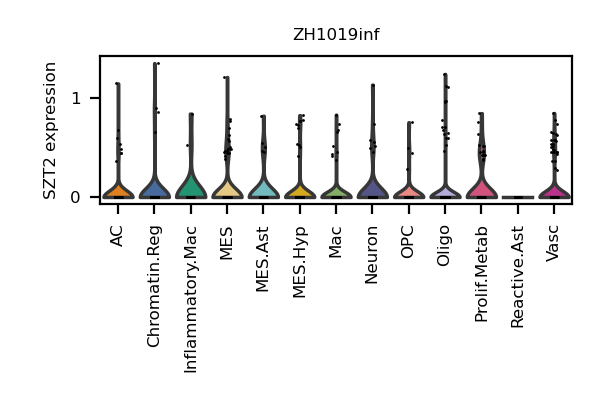 ZH1019inf
SZT2 expression
1
0
AC
Chromatin.Reg
Inflammatory.Mac
MES
MES.Ast
MES.Hyp
Mac
Neuron
OPC
Oligo
Prolif.Metab
Reactive.Ast
Vasc